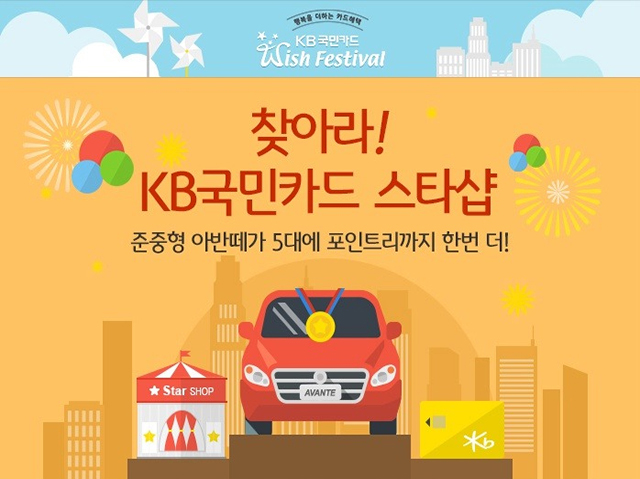 행복을 더하는 카드혜택
KB국민카드
Wish Festival
찾아라!
KB국민카드 스타샵
준중형 아반떼가 5대에 포인트리까지 한번 더!
Star SHOP
AVANTE
Kb